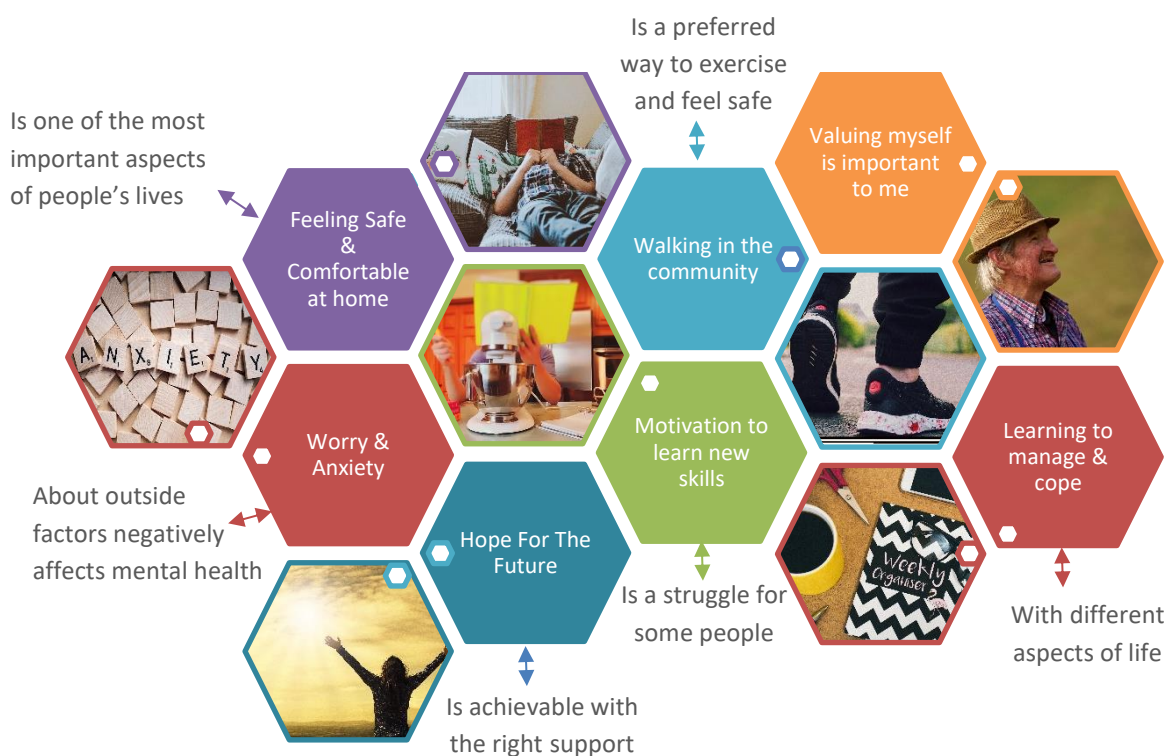 Is a preferred
way to exercise
and feel safe
Is one of the most
important aspects
of people's lives
Valuing myself
is important
to me
Feeling Safe
&
Comfortable
at home
Walking in the
community
ANXIETY
Worry &
Anxiety
Motivation to
learn new
skills
Learning to
manage &
cope
About outside
factors negatively
affects mental health
Hope For The
Future
Weekly
Organiser
Is a struggle for
some people
With different
aspects of life
Is achievable with
the right support